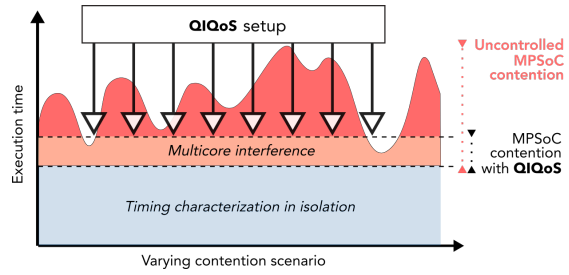 QIQoS setup
Uncontrolled
MPSoC
contention
MPSoC
contention
with QIQoS
Execution time
Multicore interference
Timing characterization in isolation
Varying contention scenario